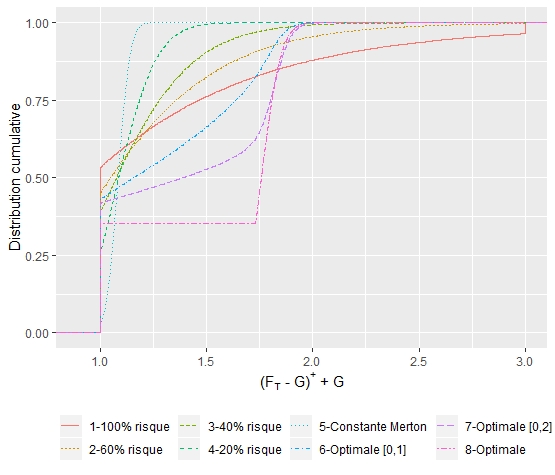 1.00
0.75
0.50
0.25
0.00
Distribution cumulative
1.0 1.5 2.0 2.5 3.0
(F_T - G)^+ + G
1-100% risque 3-40% risque 5-Constante Merton 7-Optimale [0,2]
2-60% risque 4-20% risque 6-Optimale [0,1] 8-Optimale